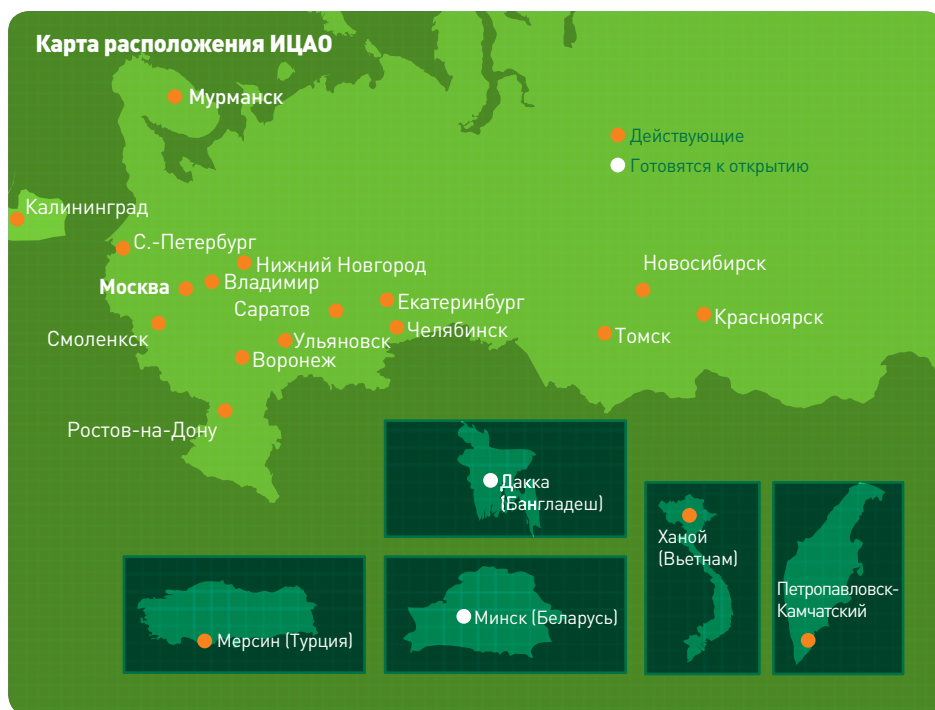 Карта расположения ИЦАО
Мурманск
Действующие
Готовятся к открытию
Калининград
С.-Петербург
Нижний Новгород
Новосибирск
Москва
Владимир
Саратов
Екатеринбург
Красноярск
Смоленкск
Ульяновск
Челябинск
Томск
Воронеж
Ростов-на-Дону
Дакка
(Бангладеш)
Ханой
(Вьетнам)
Петропавловск-
Камчатский
Минск (Беларусь)
Мерсин (Турция)